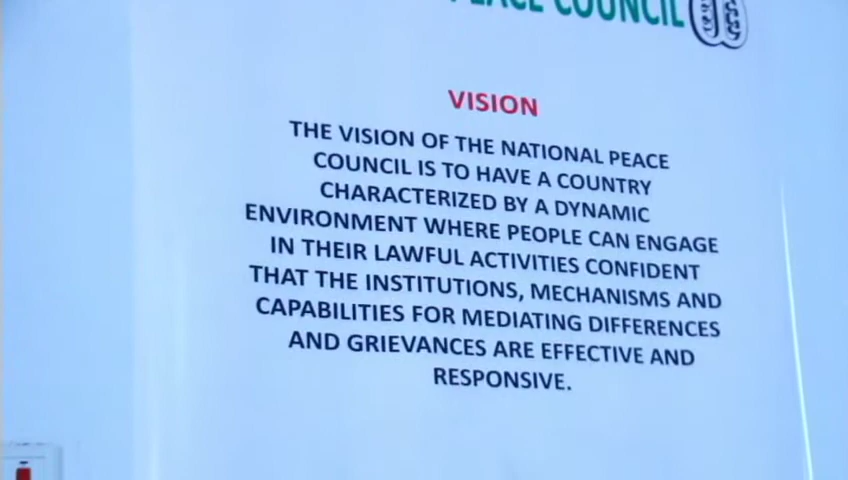 PEACE COUNCIL
VISION
THE VISION OF THE NATIONAL PEACE
COUNCIL IS TO HAVE A COUNTRY
CHARACTERIZED BY A DYNAMIC
ENVIRONMENT WHERE PEOPLE CAN ENGAGE
IN THEIR LAWFUL ACTIVITIES CONFIDENT
THAT THE INSTITUTIONS, MECHANISMS AND
CAPABILITIES FOR MEDIATING DIFFERENCES
AND GRIEVANCES ARE EFFECTIVE AND
RESPONSIVE.